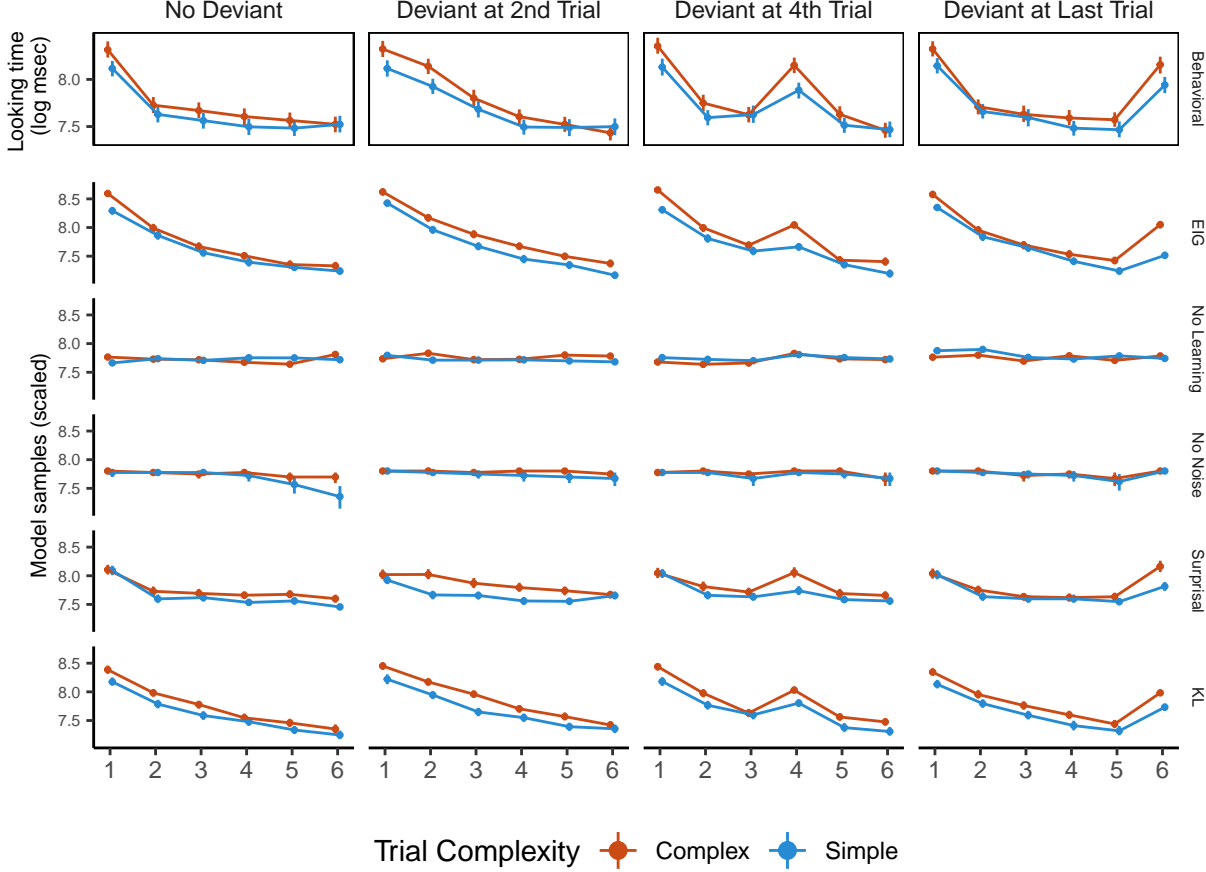 No Deviant Deviant at 2nd Trial Deviant at 4th Trial Deviant at Last Trial
Looking time
(log msec)
8.0
7.5
Behavioral
Model samples (scaled)
8.5
8.0
7.5
EIG
8.5
8.0
7.5
No Learning
8.5
8.0
7.5
No Noise
8.5
8.0
7.5
Surprisal
8.5
8.0
7.5
KL
1 2 3 4 5 6 1 2 3 4 5 6 1 2 3 4 5 6 1 2 3 4 5 6
Trial Complexity Complex Simple